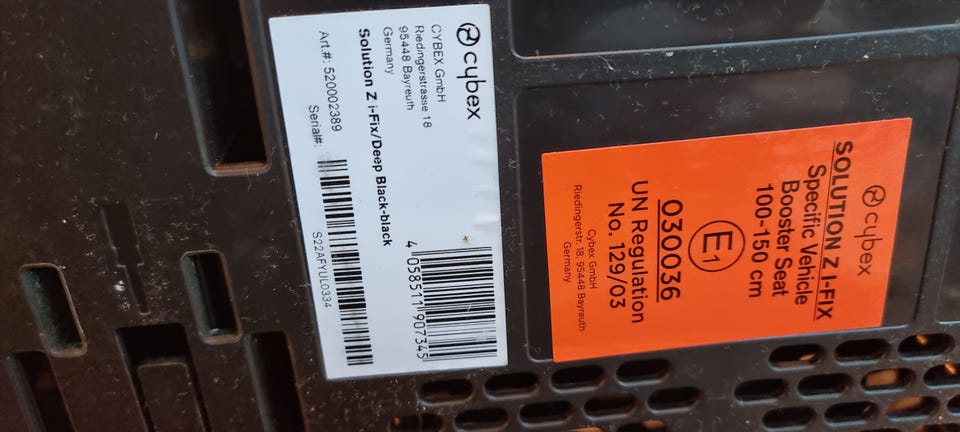 cybex
CYBEX GmbH
Riedingerstrasse 18
95448 Bayreuth
Germany
Solution Z i-Fix/Deep Black-black
Art.#: 520002389
Serial#:
S22AFYUL0334
4 058511 907345
cybex
SOLUTION Z I-FIX
Specific Vehicle
Booster Seat
100-150 cm
E1
030036
UN Regulation
No. 129/03
Cybex GmbH
Riedingerstr. 18, 95448 Bayreuth
Germany